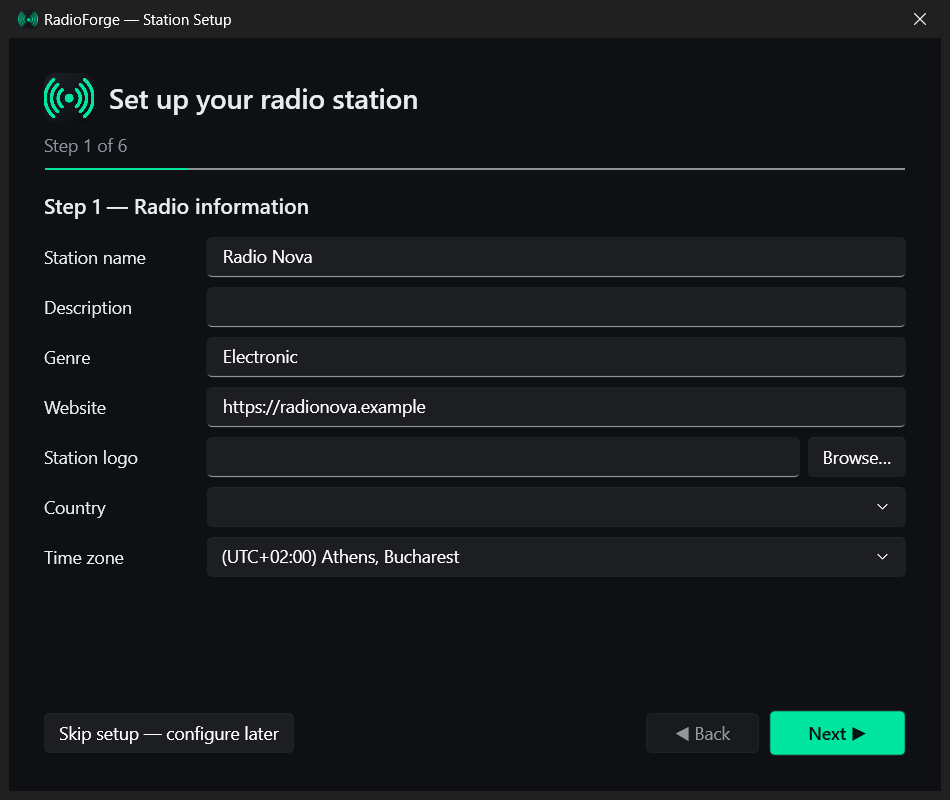 RadioForge — Station Setup
Set up your radio station
Step 1 of 6
Step 1 — Radio information
Station name Radio Nova
Description
Genre Electronic
Website https://radionova.example
Station logo Browse...
Country
Time zone (UTC+02:00) Athens, Bucharest
Skip setup — configure later ◀ Back Next ▶